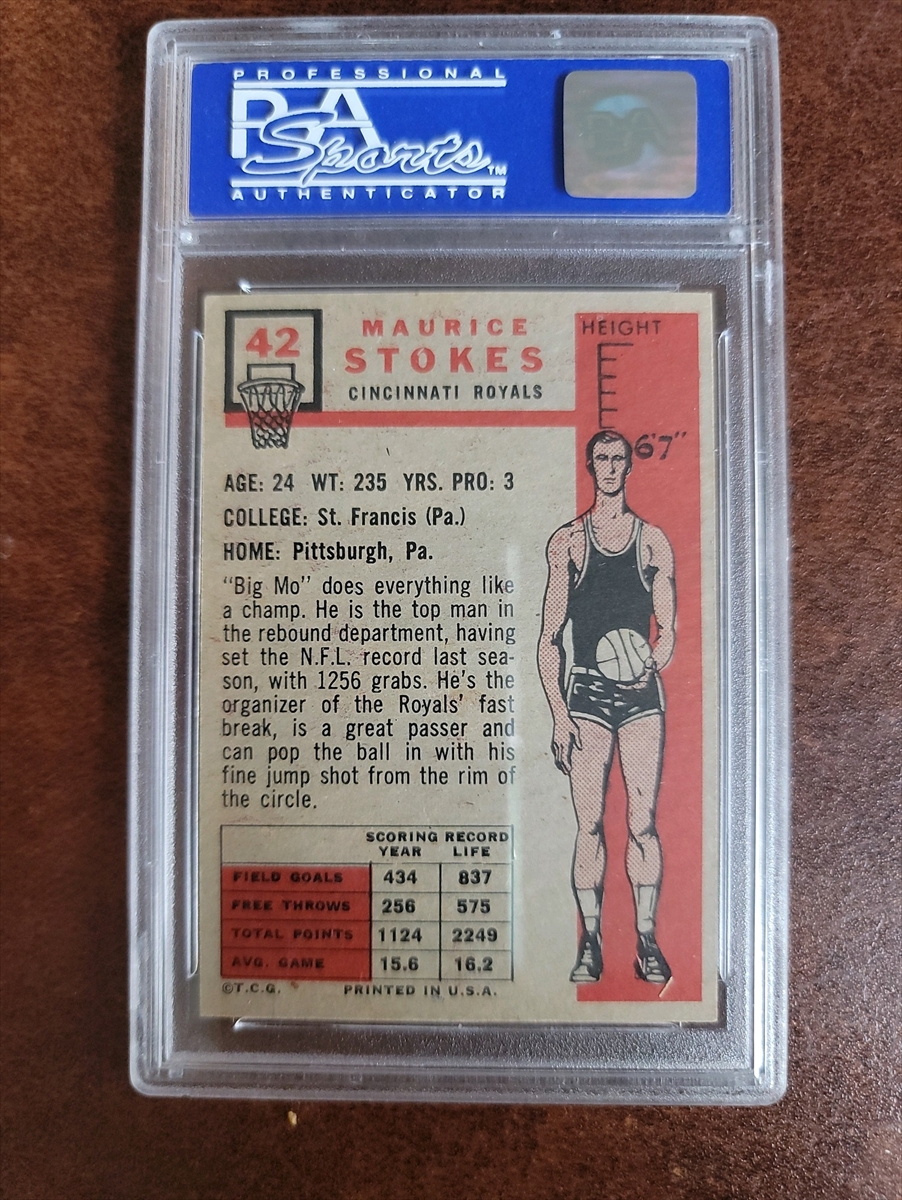 PROFESSIONAL
PSA
Sports™
AUTHENTICATOR
42
MAURICE
STOKES
CINCINNATI ROYALS
HEIGHT
6'7"
AGE: 24 WT: 235 YRS. PRO: 3
COLLEGE: St. Francis (Pa.)
HOME: Pittsburgh, Pa.
"Big Mo" does everything like
a champ. He is the top man in
the rebound department, having
set the N.F.L. record last sea-
son, with 1256 grabs. He's the
organizer of the Royals' fast
break, is a great passer and
can pop the ball in with his
fine jump shot from the rim of
the circle.
SCORING RECORD
YEAR LIFE
FIELD GOALS 434 837
FREE THROWS 256 575
TOTAL POINTS 1124 2249
AVG. GAME 15.6 16.2
©T.C.G. PRINTED IN U.S.A.